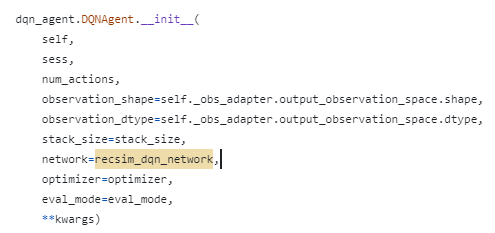 dqn_agent.DQNAgent.__init__(
self,
sess,
num_actions,
observation_shape=self._obs_adapter.output_observation_space.shape,
observation_dtype=self._obs_adapter.output_observation_space.dtype,
stack_size=stack_size,
network=recsim_dqn_network,
optimizer=optimizer,
eval_mode=eval_mode,
**kwargs)